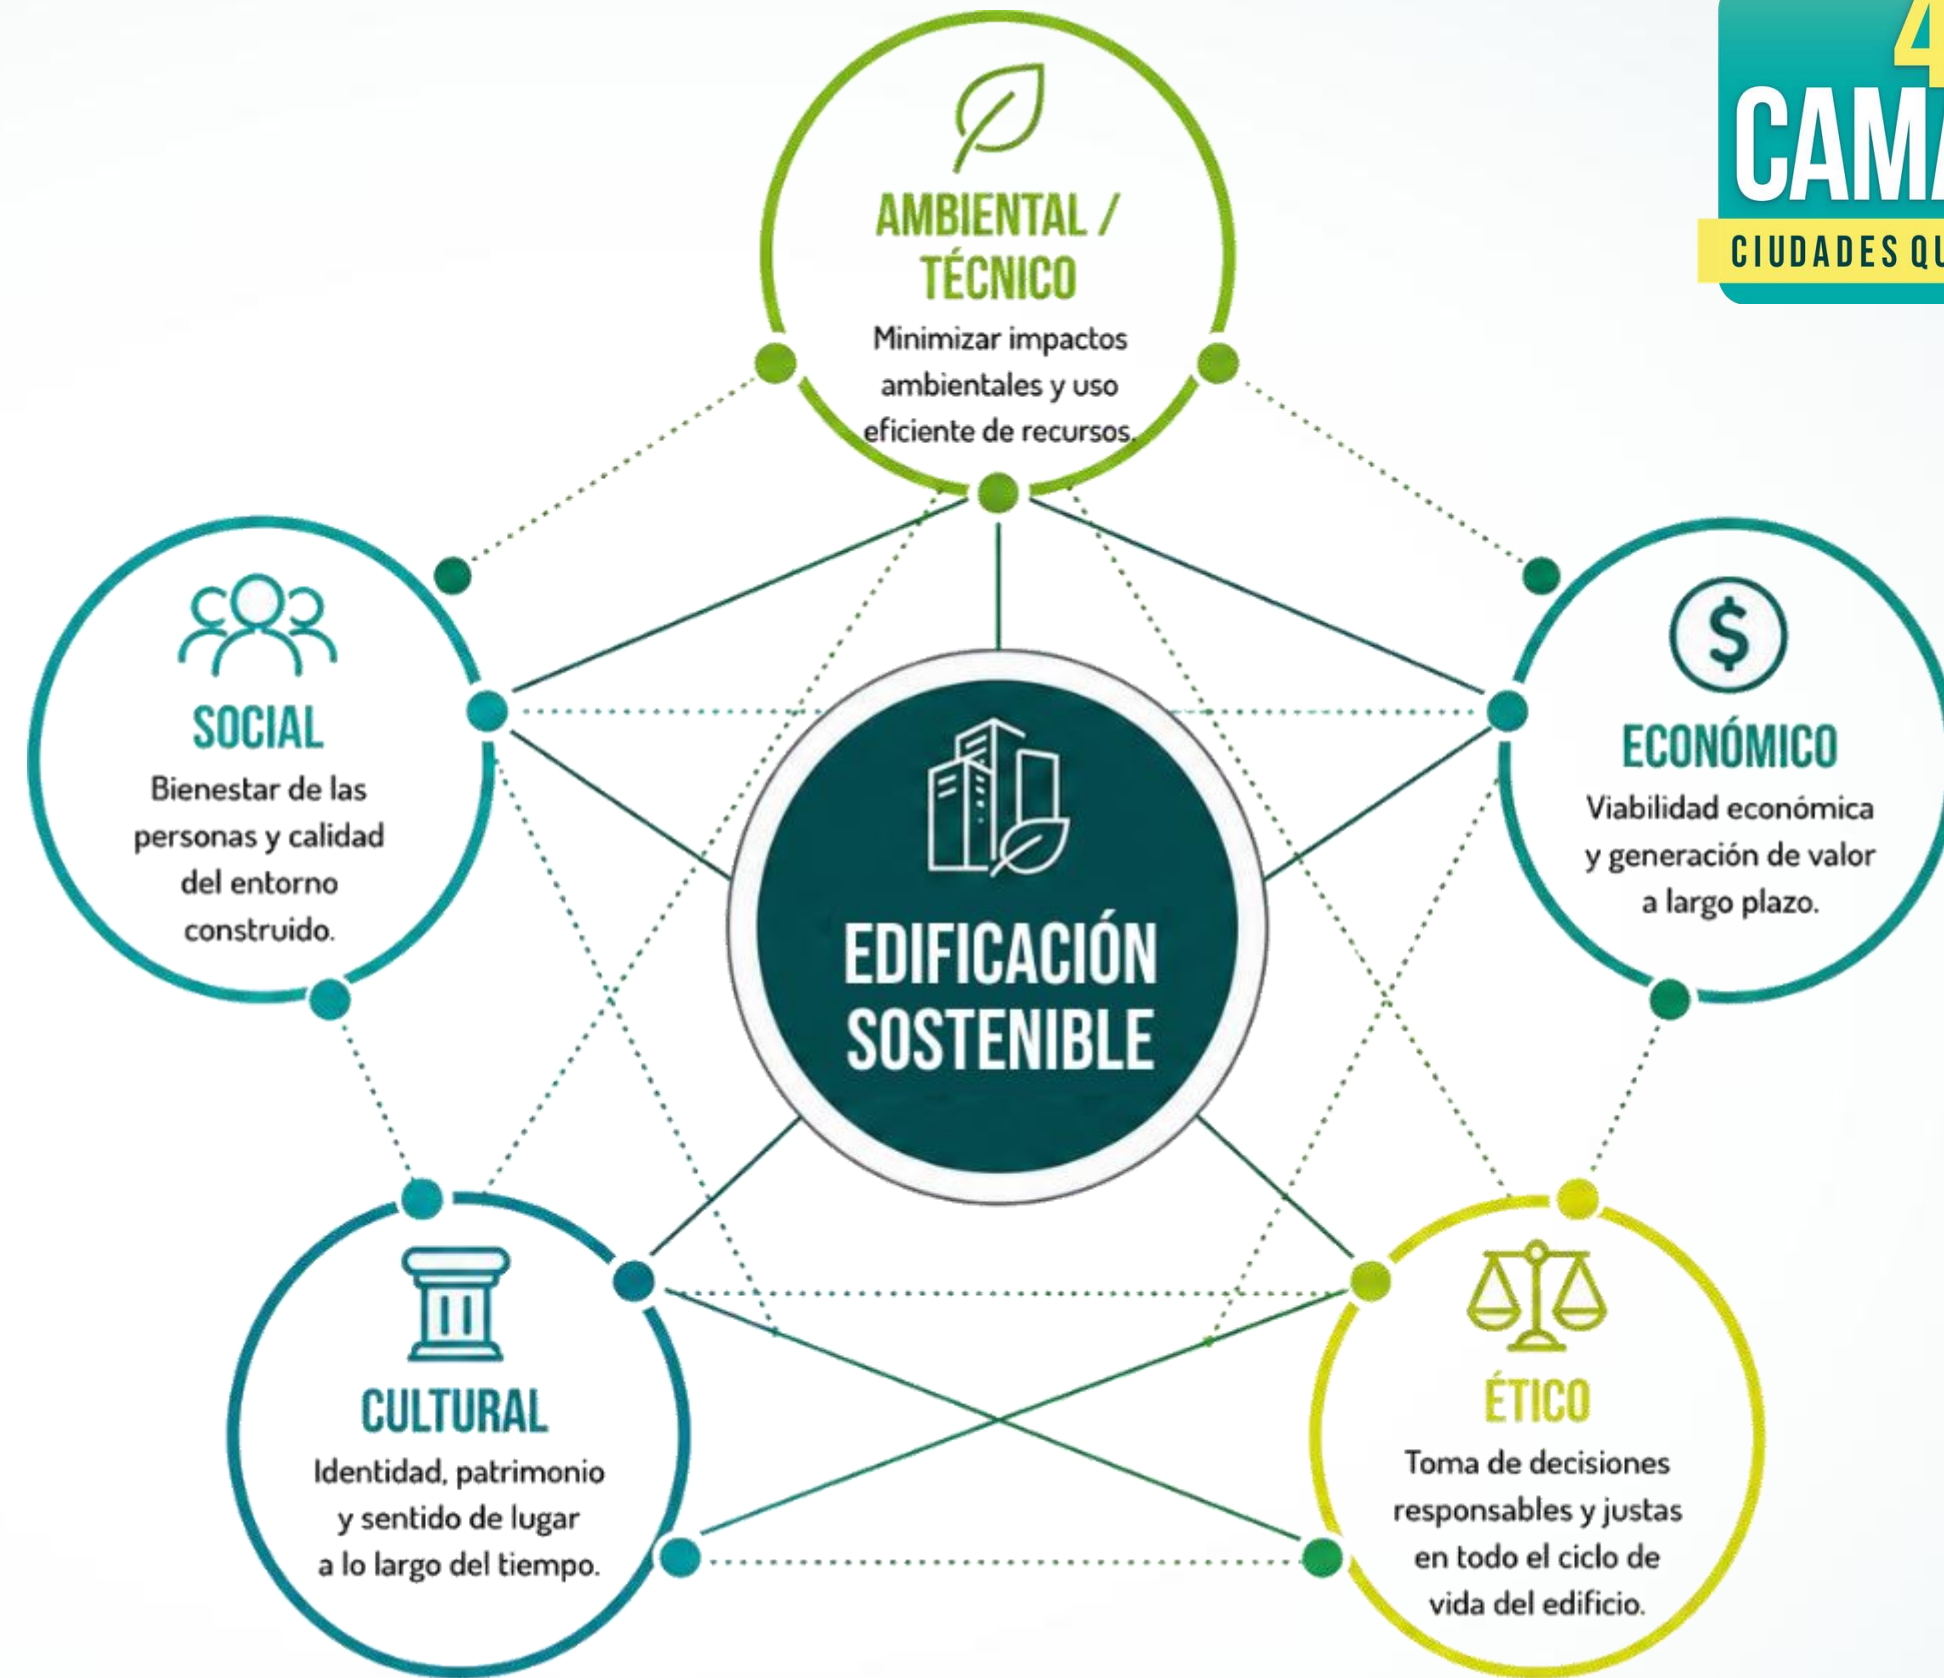 AMBIENTAL /
TÉCNICO
Minimizar impactos
ambientales y uso
eficiente de recursos.
4
CIUDADES
SOCIAL
Bienestar de las
personas y calidad
del entorno
construido.
ECONÓMICO
Viabilidad económica
y generación de valor
a largo plazo.
EDIFICACIÓN
SOSTENIBLE
CULTURAL
Identidad, patrimonio
y sentido de lugar
a lo largo del tiempo.
ÉTICO
Toma de decisiones
responsables y justas
en todo el ciclo de
vida del edificio.